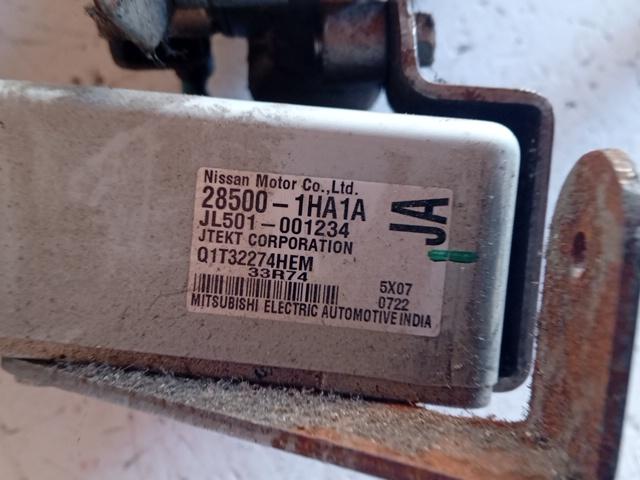 Nissan Motor Co.,Ltd.
28500-1HA1A
JA
JL501-001234
JTEKT CORPORATION
Q1T32274HEM
33R74
5X07
0722
MITSUBISHI ELECTRIC AUTOMOTIVE INDIA